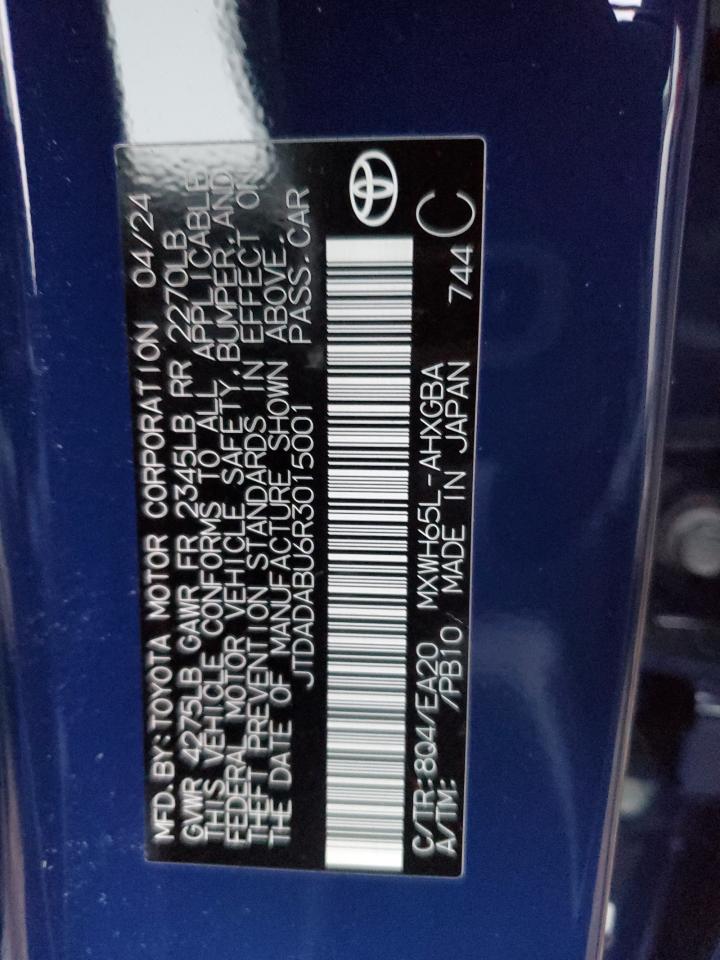 MFD. BY: TOYOTA MOTOR CORPORATION 04/24
GVWR 4275LB GAWR FR 2345LB RR 2270LB
THIS VEHICLE CONFORMS TO ALL APPLICABLE
FEDERAL MOTOR VEHICLE SAFETY, BUMPER, AND
THEFT PREVENTION STANDARDS IN EFFECT ON
THE DATE OF MANUFACTURE SHOWN ABOVE.
JTDADABU6R3015001 PASS. CAR
C/TR: 8Q4/EA20 MXWH65L-AHXGBA
A/TM: /PB10/ MADE IN JAPAN 744 C